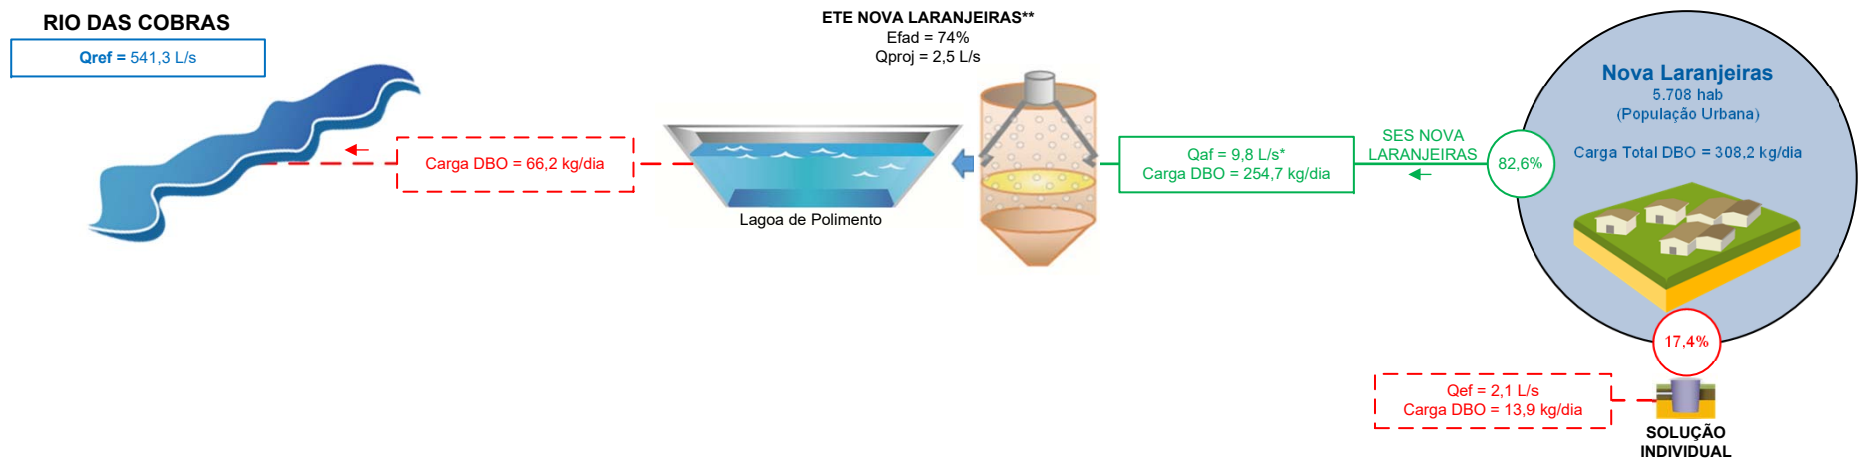 RIO DAS COBRAS
Qref = 541,3 L/s
Carga DBO = 66,2 kg/dia
ETE NOVA LARANJEIRAS**
Efad = 74%
Qproj = 2,5 L/s
Lagoa de Polimento
Qaf = 9,8 L/s*
Carga DBO = 254,7 kg/dia
SES NOVA
LARANJEIRAS
82,6%
Nova Laranjeiras
5.708 hab
(População Urbana)
Carga Total DBO = 308,2 kg/dia
17,4%
Qef = 2,1 L/s
Carga DBO = 13,9 kg/dia
SOLUÇÃO
INDIVIDUAL